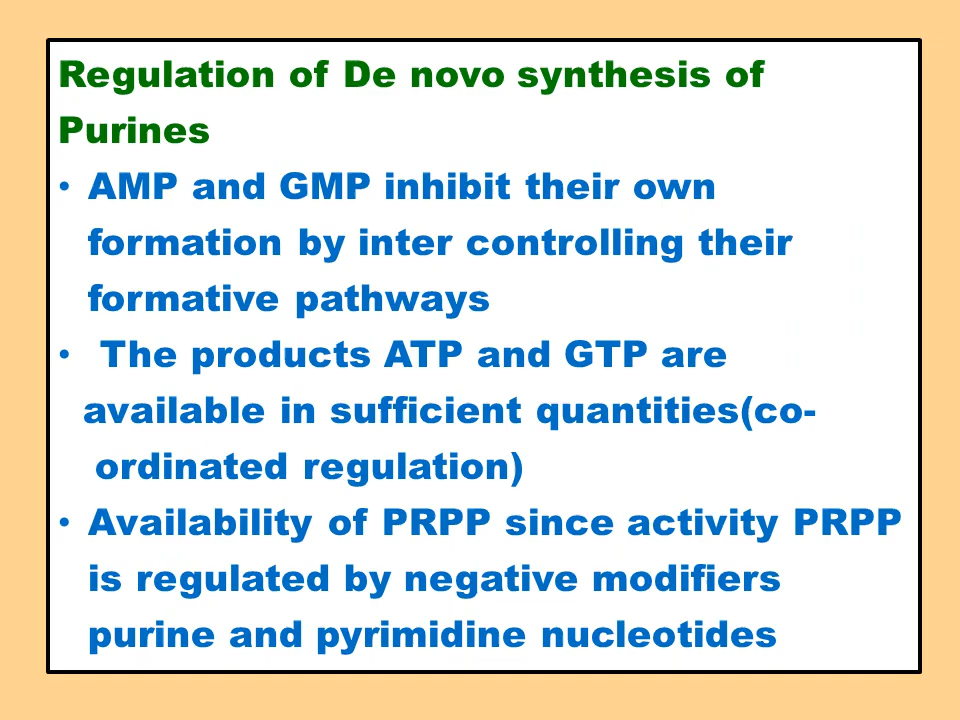 Regulation of De novo synthesis of
Purines
• AMP and GMP inhibit their own
formation by inter controlling their
formative pathways
• The products ATP and GTP are
available in sufficient quantities(co-
ordinated regulation)
• Availability of PRPP since activity PRPP
is regulated by negative modifiers
purine and pyrimidine nucleotides